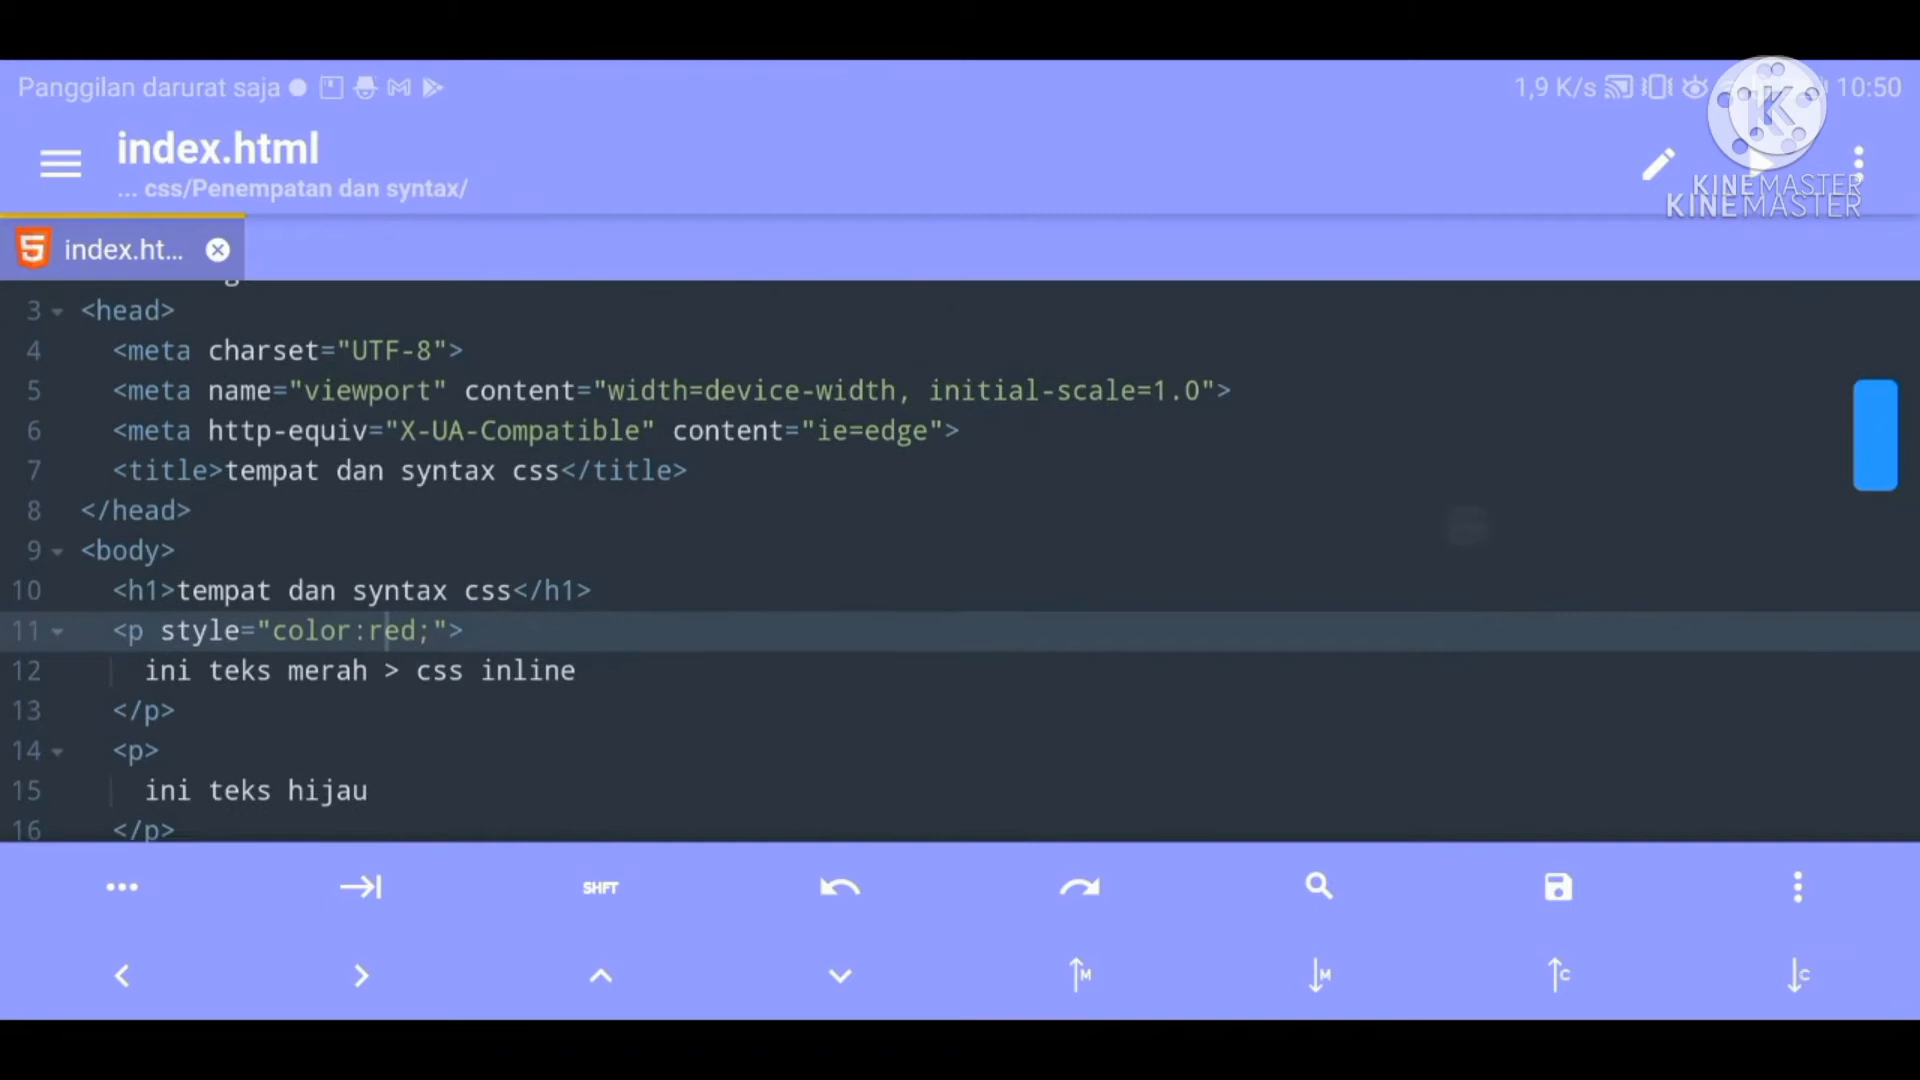 Panggilan darurat saja
1,9 K/s
10:50
index.html
... css/Penempatan dan syntax/
K
KINEMASTER
KINEMASTER
index.ht...
3 <head>
4 <meta charset="UTF-8">
5 <meta name="viewport" content="width=device-width, initial-scale=1.0">
6 <meta http-equiv="X-UA-Compatible" content="ie=edge">
7 <title>tempat dan syntax css</title>
8 </head>
9 <body>
10 <h1>tempat dan syntax css</h1>
11 <p style="color:red;">
12 ini teks merah > css inline
13 </p>
14 <p>
15 ini teks hijau
16 </p>
SHFT
M
M
C
C